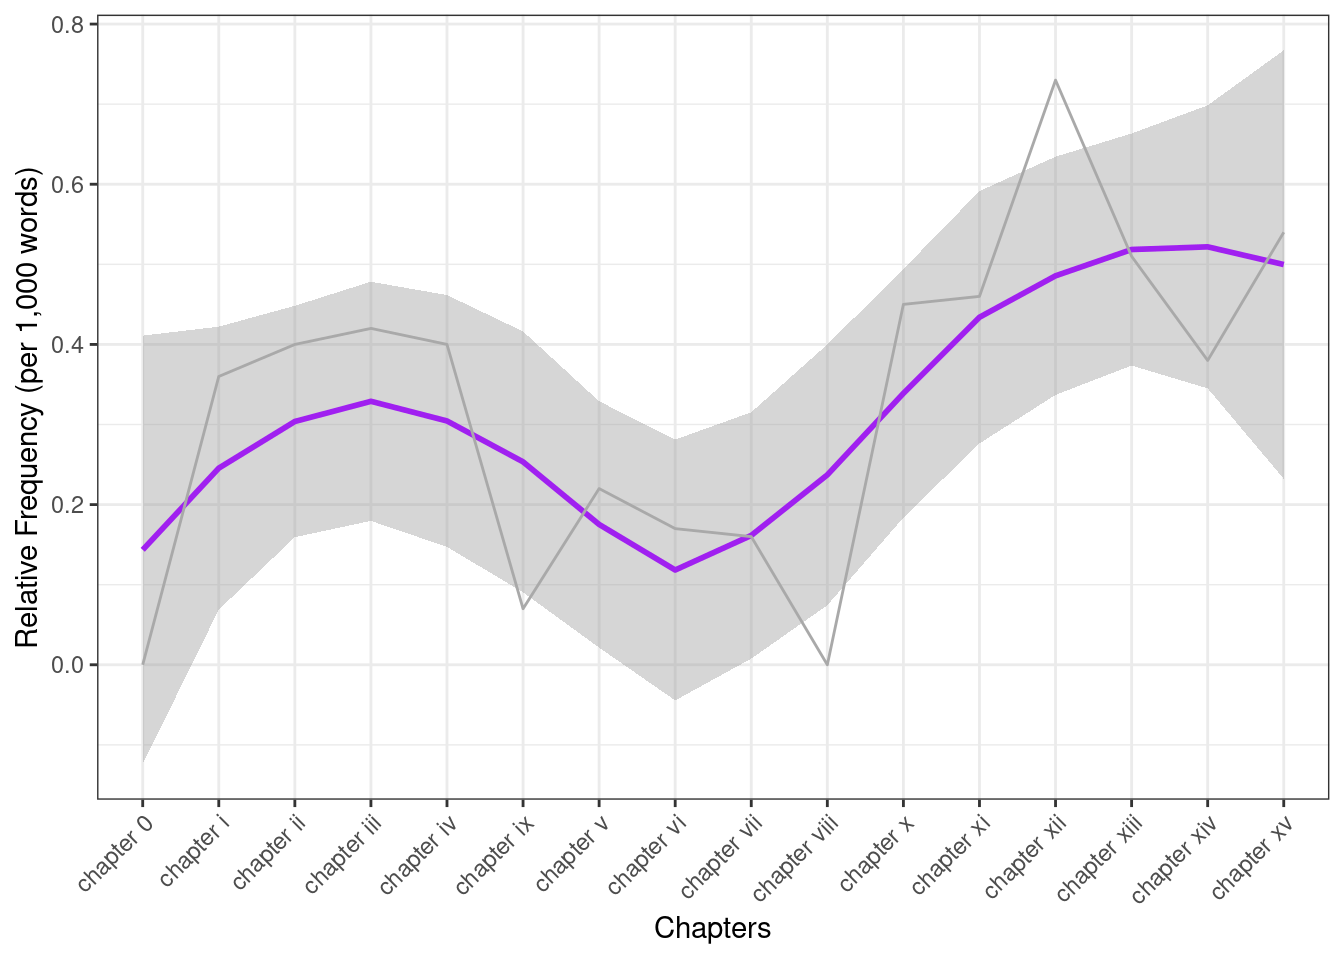 Relative Frequency (per 1,000 words)
0.8
0.6
0.4
0.2
0.0
chapter 0
chapter i
chapter ii
chapter iii
chapter iv
chapter ix
chapter v
chapter vi
chapter vii
chapter viii
chapter x
chapter xi
chapter xii
chapter xiii
chapter xiv
chapter xv
Chapters